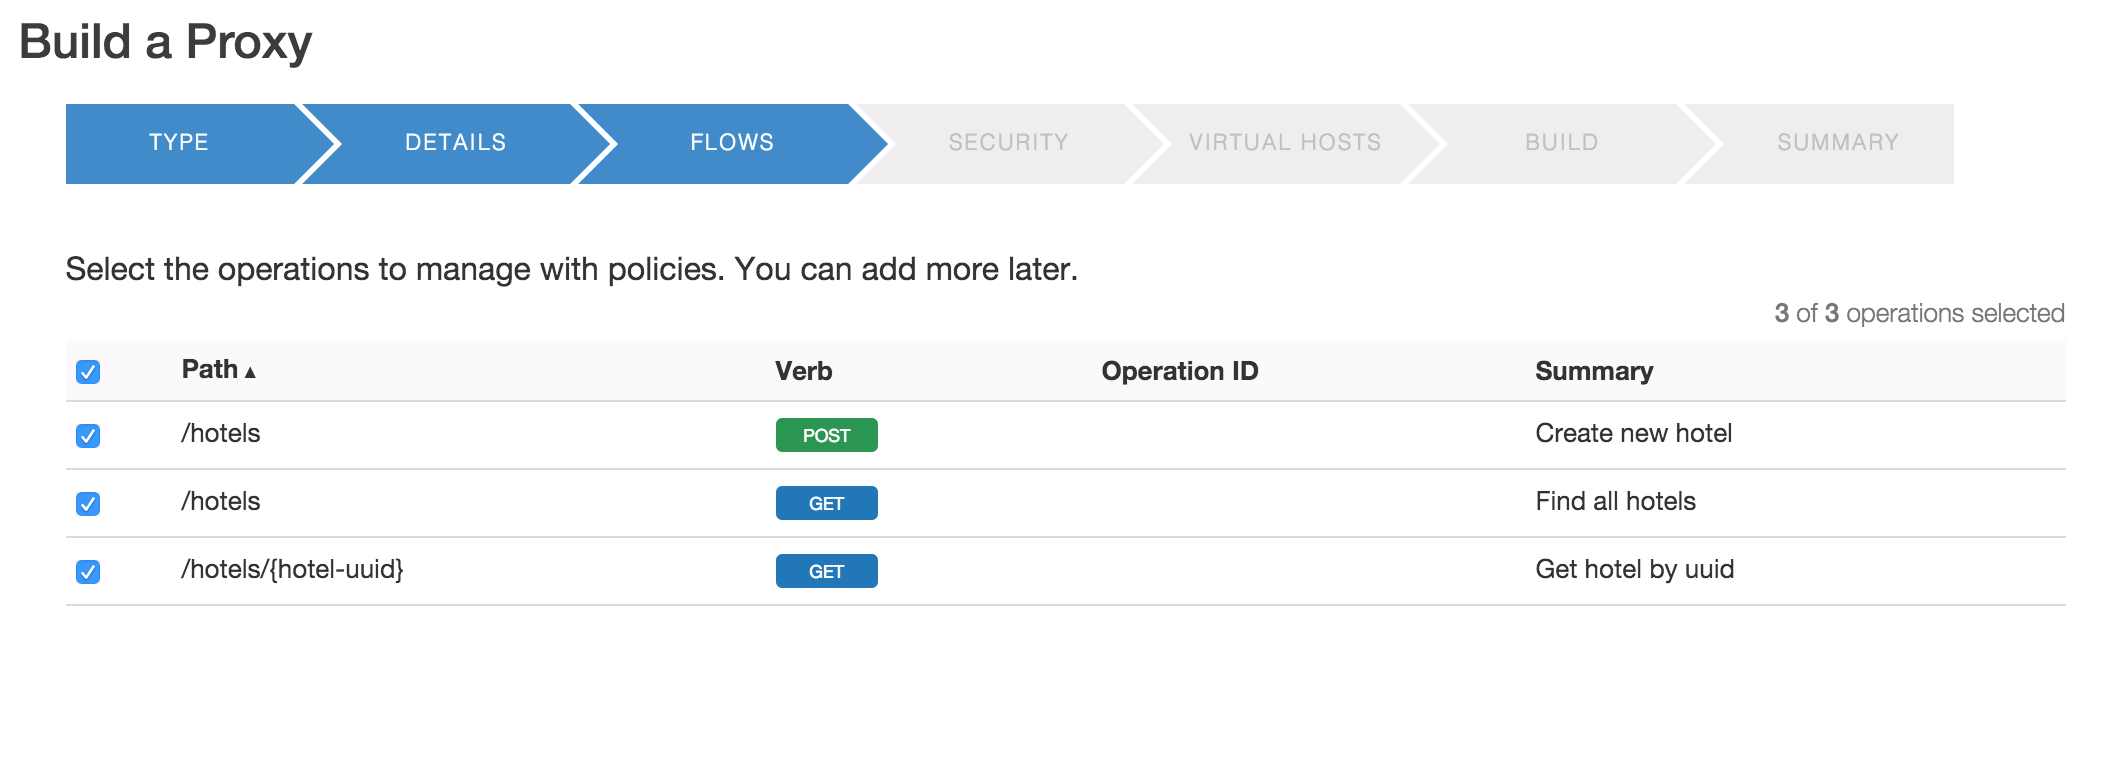 Build a Proxy
TYPE DETAILS FLOWS SECURITY VIRTUAL HOSTS BUILD SUMMARY
Select the operations to manage with policies. You can add more later.
3 of 3 operations selected
Path ▲ Verb Operation ID Summary
/hotels POST Create new hotel
/hotels GET Find all hotels
/hotels/{hotel-uuid} GET Get hotel by uuid